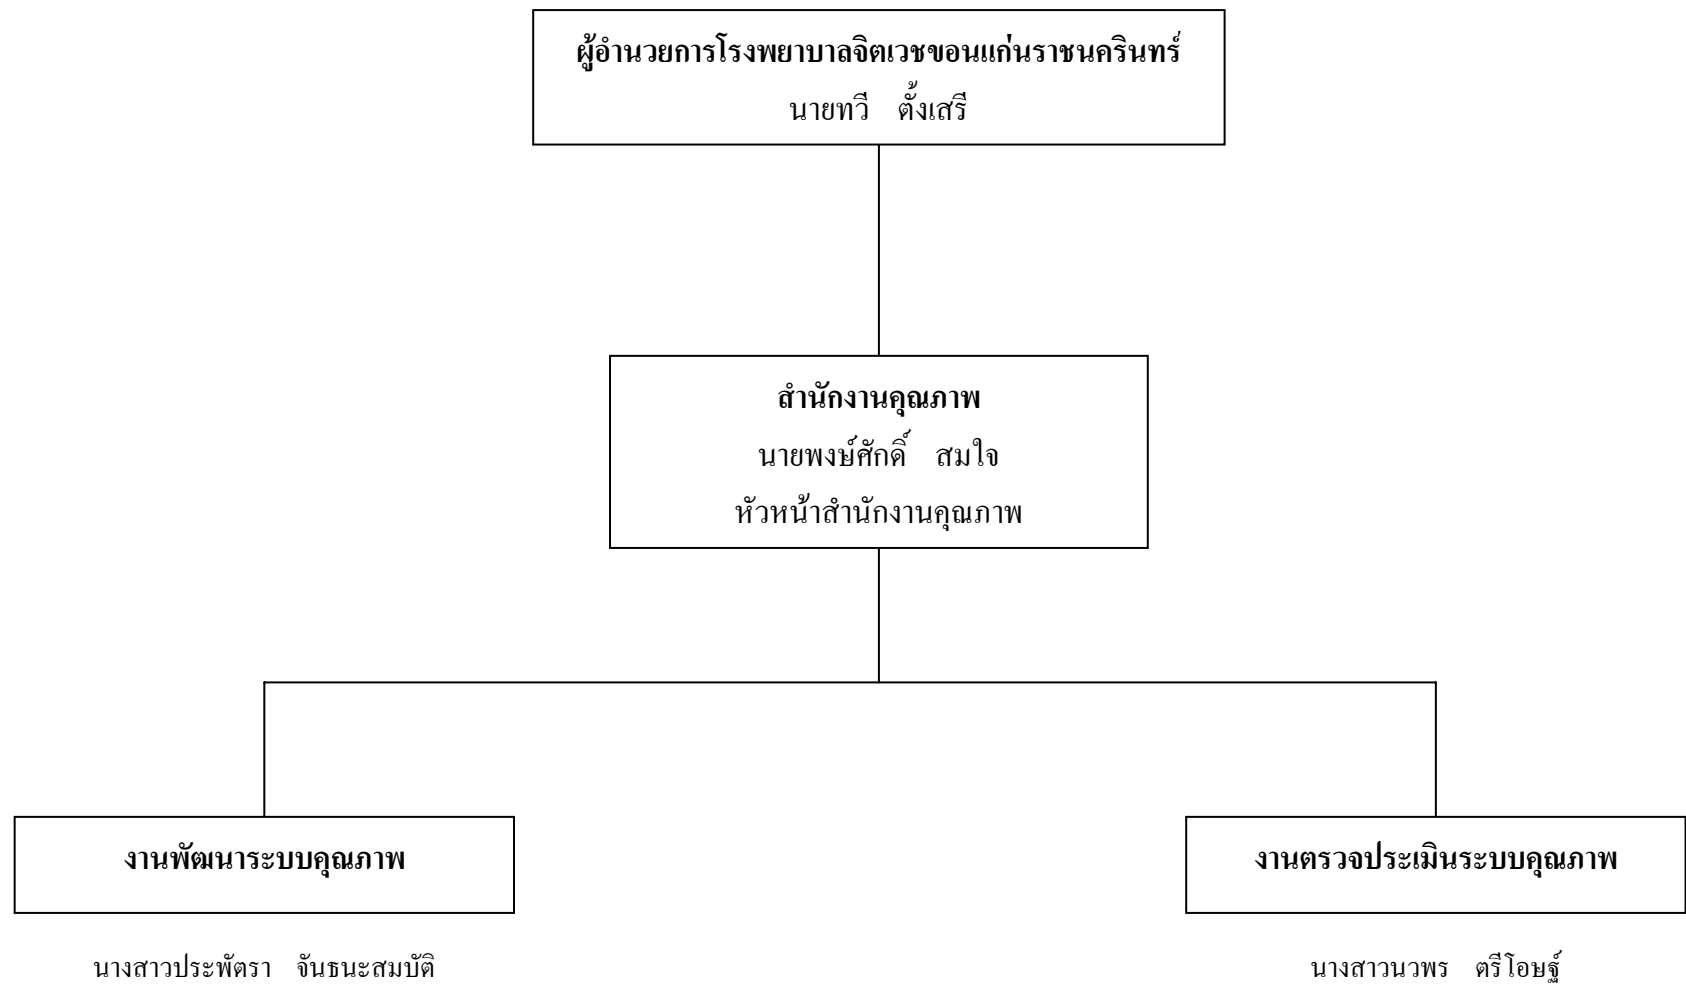 ผู้อำนวยการโรงพยาบาลจิตเวชขอนแก่นราชนครินทร์
นายทวี ตั้งเสรี
สำนักงานคุณภาพ
นายพงษ์ศักดิ์ สมใจ
หัวหน้าสำนักงานคุณภาพ
งานพัฒนาระบบคุณภาพ
งานตรวจประเมินระบบคุณภาพ
นางสาวประพัตรา จันธนะสมบัติ
นางสาวนวพร ตรีโอษฐ์